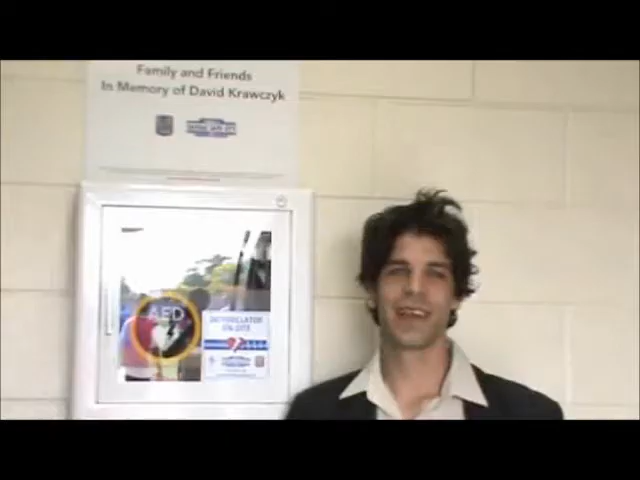 Family and Friends
In Memory of David Krawczyk
AED
DEFIBRILLATOR
ON SITE